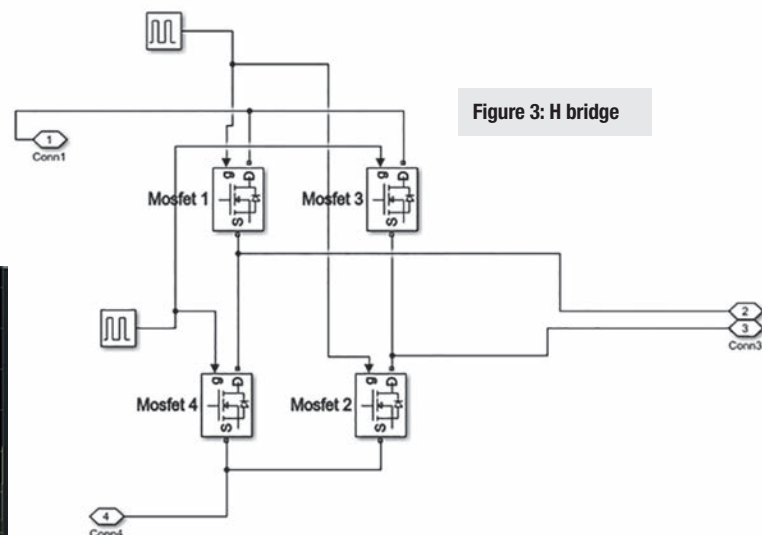 Figure 3: H bridge
1
Conn1
g
D
S
Mosfet 1
g
D
S
Mosfet 3
2
3
Conn3
g
D
S
Mosfet 4
g
D
S
Mosfet 2
4
Conn4